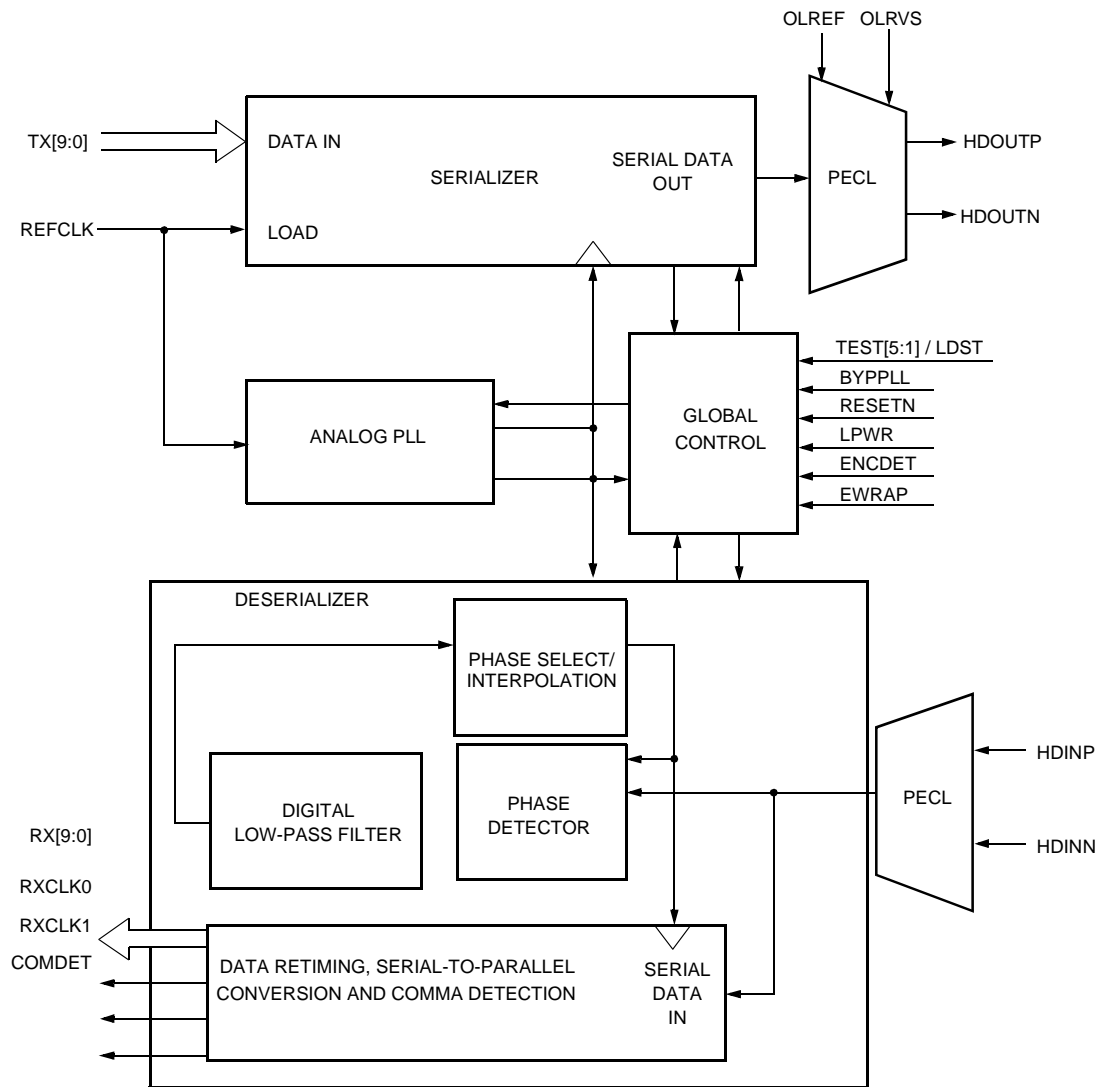 OLREF OLRVS
TX[9:0]
DATA IN
SERIALIZER
SERIAL DATA
OUT
PECL
HDOUTP
HDOUTN
REFCLK
LOAD
ANALOG PLL
GLOBAL
CONTROL
TEST[5:1] / LDST
BYPPLL
RESETN
LPWR
ENCDET
EWRAP
DESERIALIZER
PHASE SELECT/
INTERPOLATION
DIGITAL
LOW-PASS FILTER
PHASE
DETECTOR
PECL
HDINP
HDINN
RX[9:0]
RXCLK0
RXCLK1
COMDET
DATA RETIMING, SERIAL-TO-PARALLEL
CONVERSION AND COMMA DETECTION
SERIAL
DATA
IN